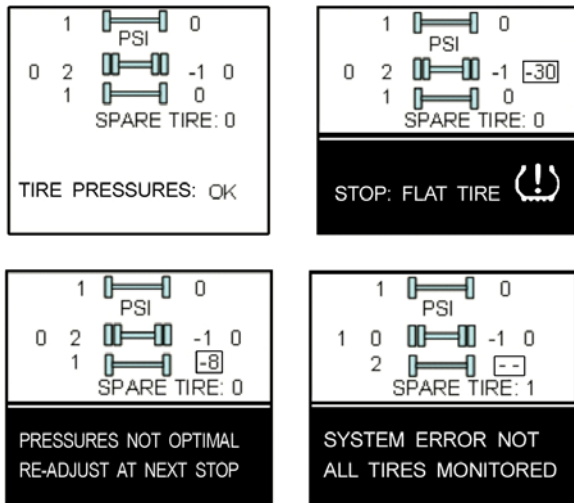 1 0
PSI
0 2 -1 0
1 0
SPARE TIRE: 0
TIRE PRESSURES: OK
1 0
PSI
0 2 -1 -30
1 0
SPARE TIRE: 0
STOP: FLAT TIRE
1 0
PSI
0 2 -1 0
1 -8
SPARE TIRE: 0
PRESSURES NOT OPTIMAL
RE-ADJUST AT NEXT STOP
1 0
PSI
1 0 -1 0
2 --
SPARE TIRE: 1
SYSTEM ERROR NOT
ALL TIRES MONITORED